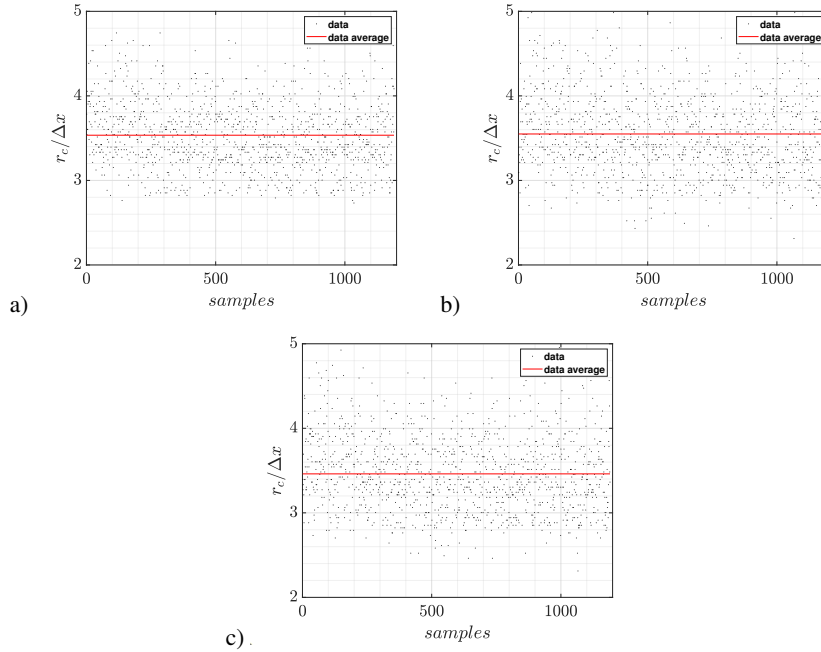 5
4
3
2
r_c/Δx
0
500
1000
samples
data
data average
a)
5
4
3
2
r_c/Δx
0
500
1000
samples
data
data average
b)
5
4
3
2
r_c/Δx
0
500
1000
samples
data
data average
c) .